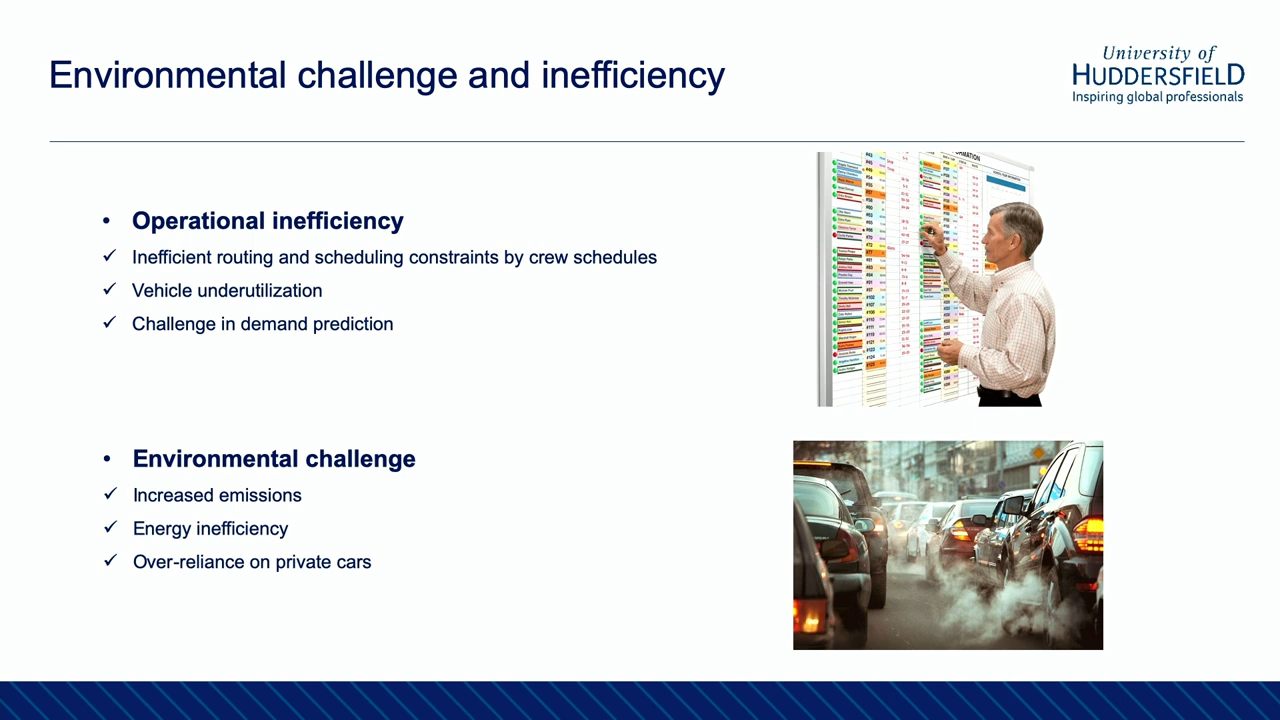 Environmental challenge and inefficiency
University of
HUDDERSFIELD
Inspiring global professionals
• Operational inefficiency
✓ Inefficient routing and scheduling constraints by crew schedules
✓ Vehicle underutilization
✓ Challenge in demand prediction
• Environmental challenge
✓ Increased emissions
✓ Energy inefficiency
✓ Over-reliance on private cars